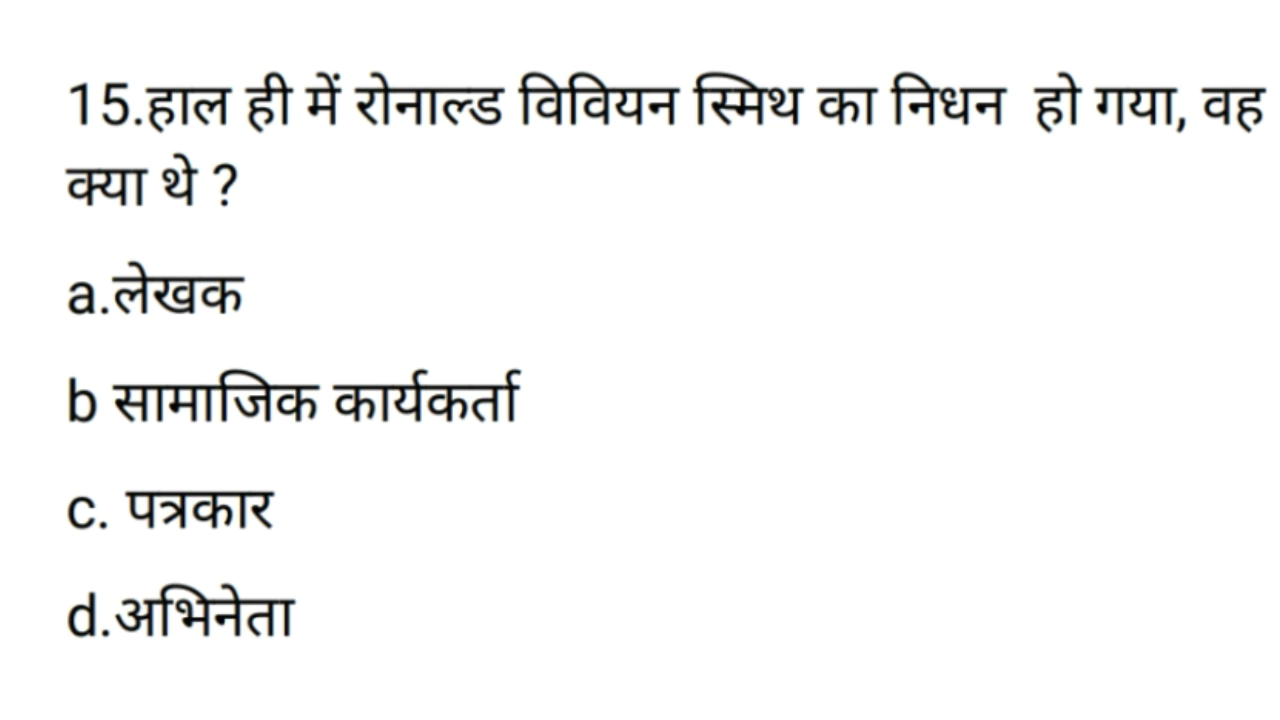 15.हाल ही में रोनाल्ड विवियन स्मिथ का निधन  हो गया, वह
क्या थे ?
a.लेखक
b सामाजिक कार्यकर्ता
c. पत्रकार
d.अभिनेता